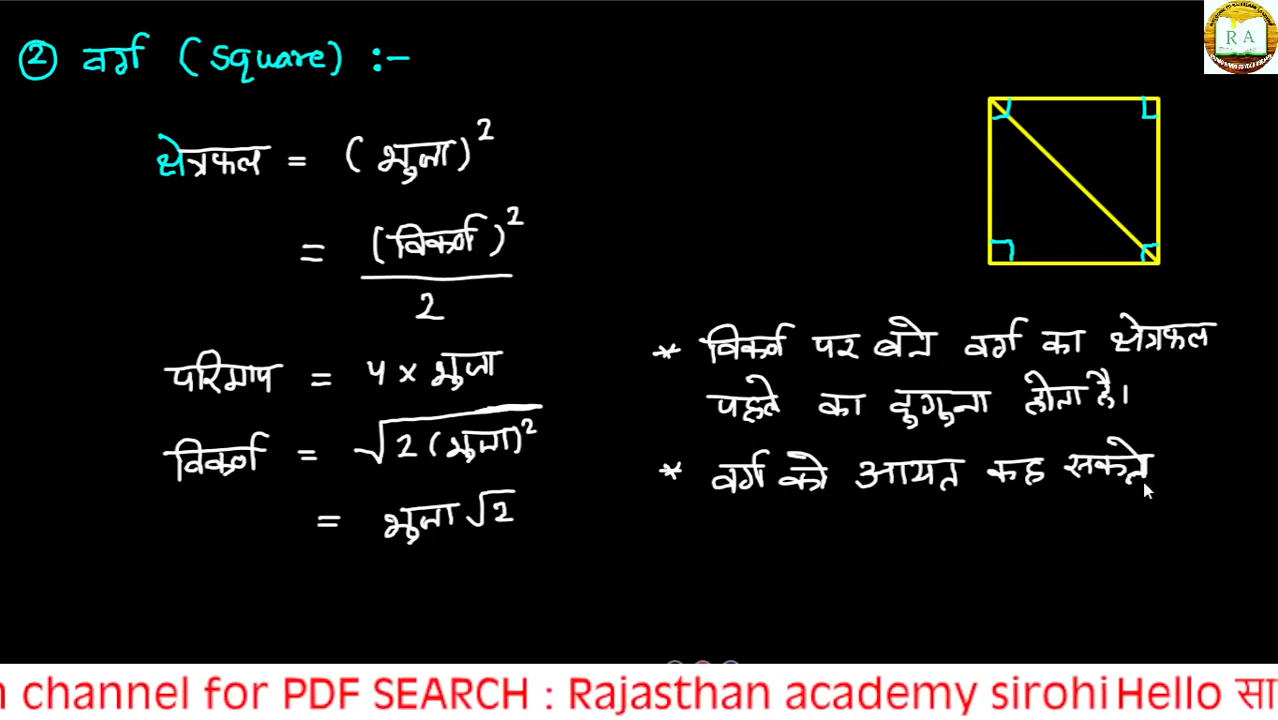 ② वर्ग (Square) :-
क्षेत्रफल = (भुजा)²
= (विकर्ण)² / 2
परिमाप = 4 × भुजा
विकर्ण = √2(भुजा)²
= भुजा √2
* विकर्ण पर बने वर्ग का क्षेत्रफल
पहले का दुगुना होता है।
* वर्ग को आयत कह सकते
RA
n channel for PDF SEARCH : Rajasthan academy sirohi Hello सा